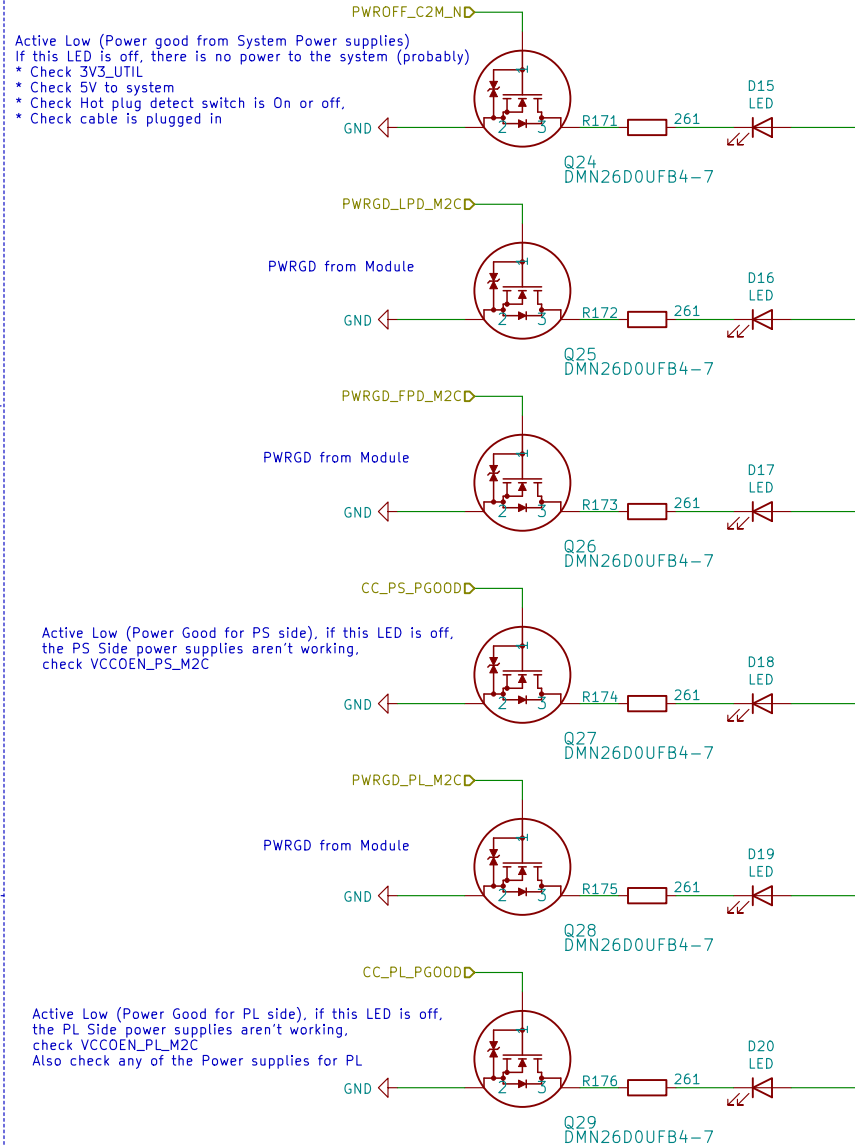 PWROFF_C2M_N
Active Low (Power good from System Power supplies)
If this LED is off, there is no power to the system (probably)
* Check 3V3_UTIL
* Check 5V to system
* Check Hot plug detect switch is On or off,
* Check cable is plugged in
GND
1
2
3
R171
261
D15
LED
Q24
DMN26D0UFB4-7
PWRGD_LPD_M2C
PWRGD from Module
GND
1
2
3
R172
261
D16
LED
Q25
DMN26D0UFB4-7
PWRGD_FPD_M2C
PWRGD from Module
GND
1
2
3
R173
261
D17
LED
Q26
DMN26D0UFB4-7
CC_PS_PGOOD
Active Low (Power Good for PS side), if this LED is off,
the PS Side power supplies aren't working,
check VCCOEN_PS_M2C
GND
1
2
3
R174
261
D18
LED
Q27
DMN26D0UFB4-7
PWRGD_PL_M2C
PWRGD from Module
GND
1
2
3
R175
261
D19
LED
Q28
DMN26D0UFB4-7
CC_PL_PGOOD
Active Low (Power Good for PL side), if this LED is off,
the PL Side power supplies aren't working,
check VCCOEN_PL_M2C
Also check any of the Power supplies for PL
GND
1
2
3
R176
261
D20
LED
Q29
DMN26D0UFB4-7